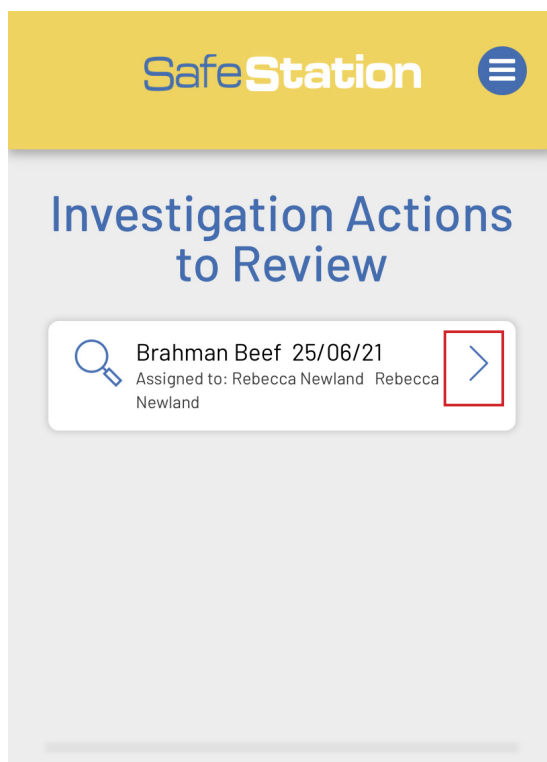 SafeStation
Investigation Actions
to Review
Brahman Beef 25/06/21
Assigned to: Rebecca Newland Rebecca
Newland